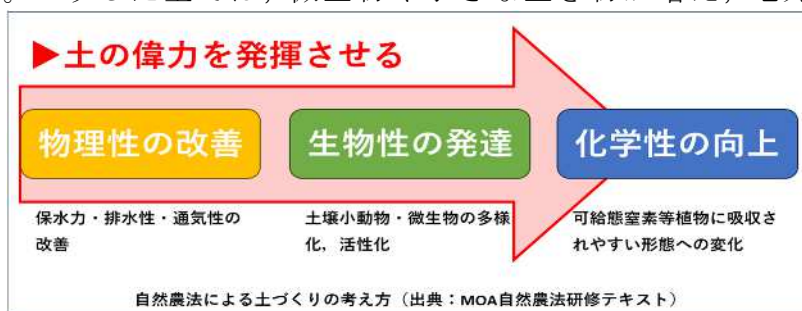 ▶土の偉力を発揮させる
物理性の改善
生物性の発達
化学性の向上
保水力・排水性・通気性の
改善
土壌小動物・微生物の多様
化，活性化
可給態窒素等植物に吸収さ
れやすい形態への変化
自然農法による土づくりの考え方（出典：MOA自然農法研修テキスト）